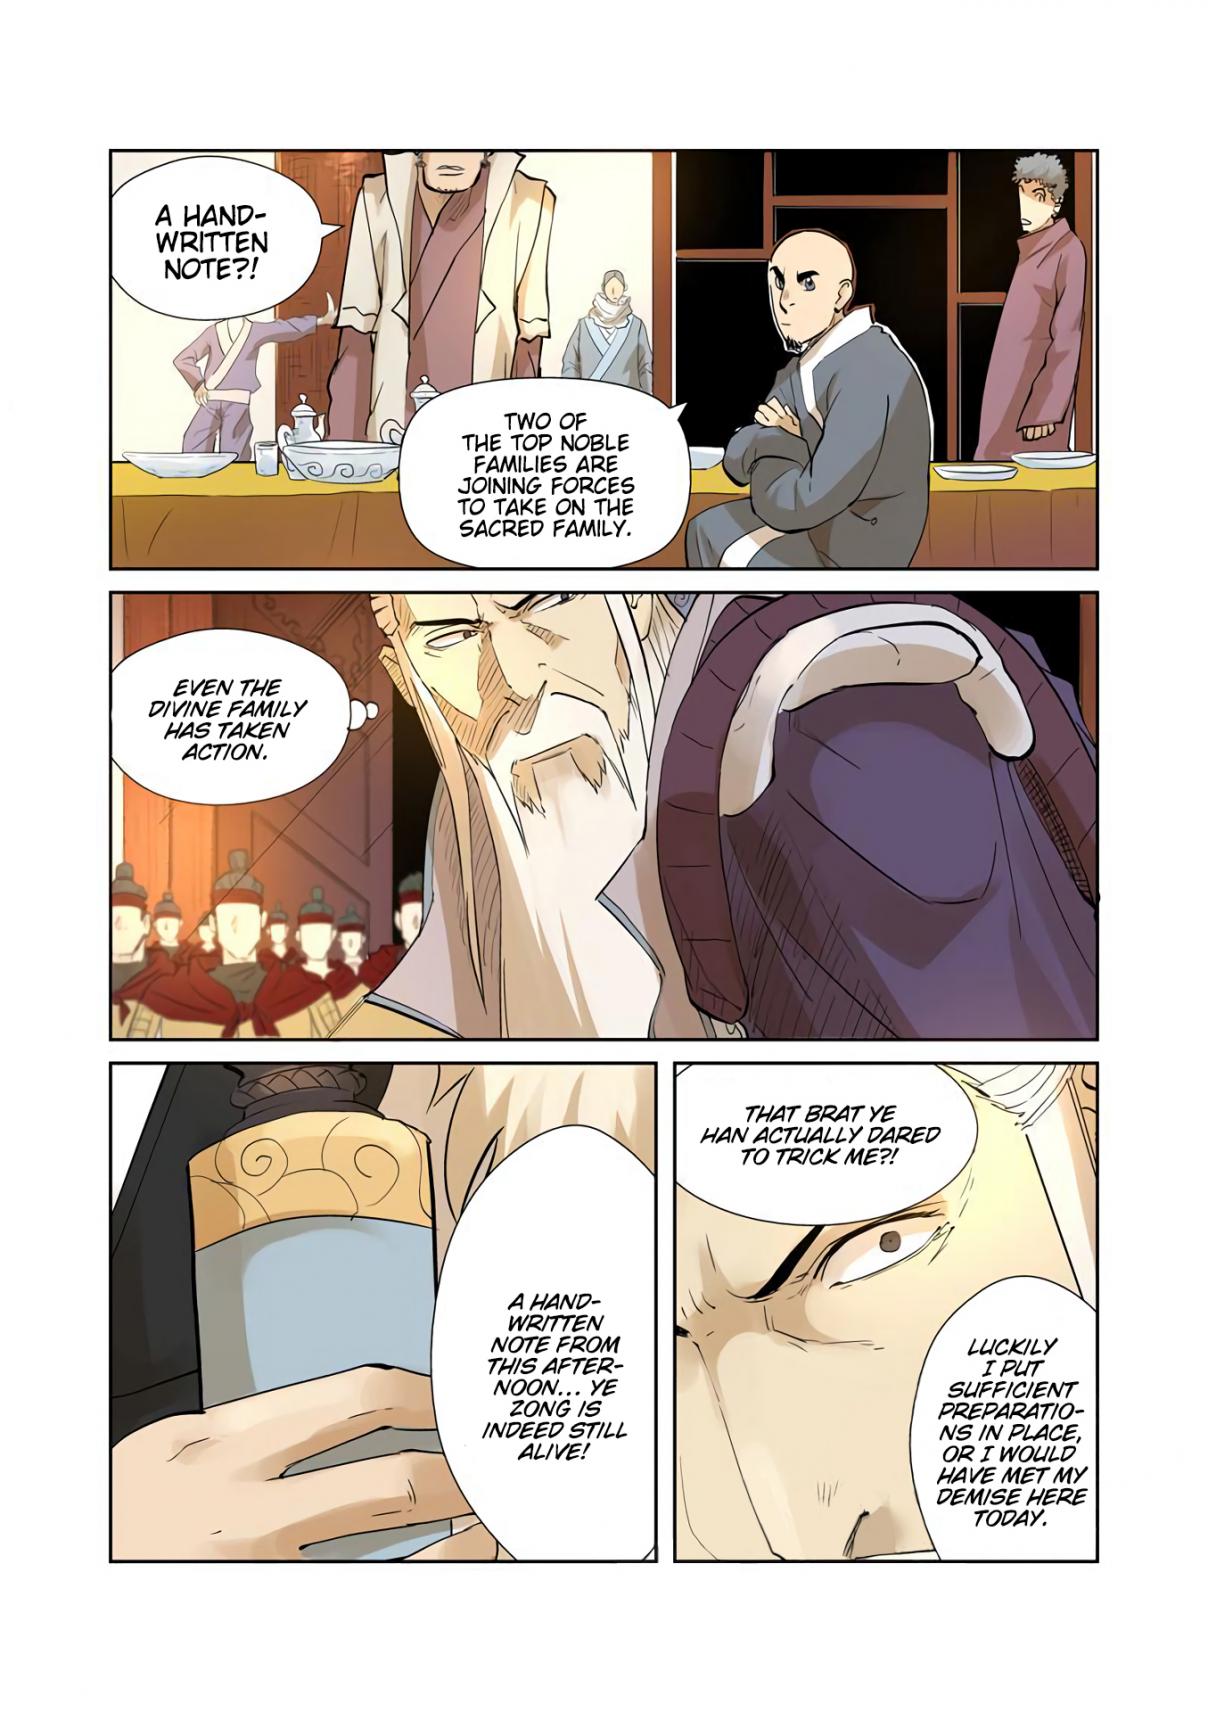 A HAND-
WRITTEN
NOTE?!
TWO OF
THE TOP NOBLE
FAMILIES ARE
JOINING FORCES
TO TAKE ON THE
SACRED FAMILY.
EVEN THE
DIVINE FAMILY
HAS TAKEN
ACTION.
A HAND-
WRITTEN
NOTE FROM
THIS AFTER-
NOON... YE
ZONG IS
INDEED STILL
ALIVE!
THAT BRAT YE
HAN ACTUALLY DARED
TO TRICK ME?!
LUCKILY
I PUT
SUFFICIENT
PREPARATIO-
NS IN PLACE,
OR I WOULD
HAVE MET MY
DEMISE HERE
TODAY.